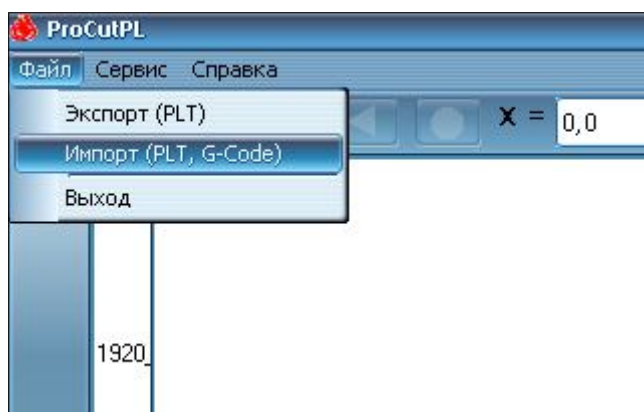 ProCutPL
Файл Сервис Справка
Экспорт (PLT)
X = 0,0
Импорт (PLT, G-Code)
Выход
1920